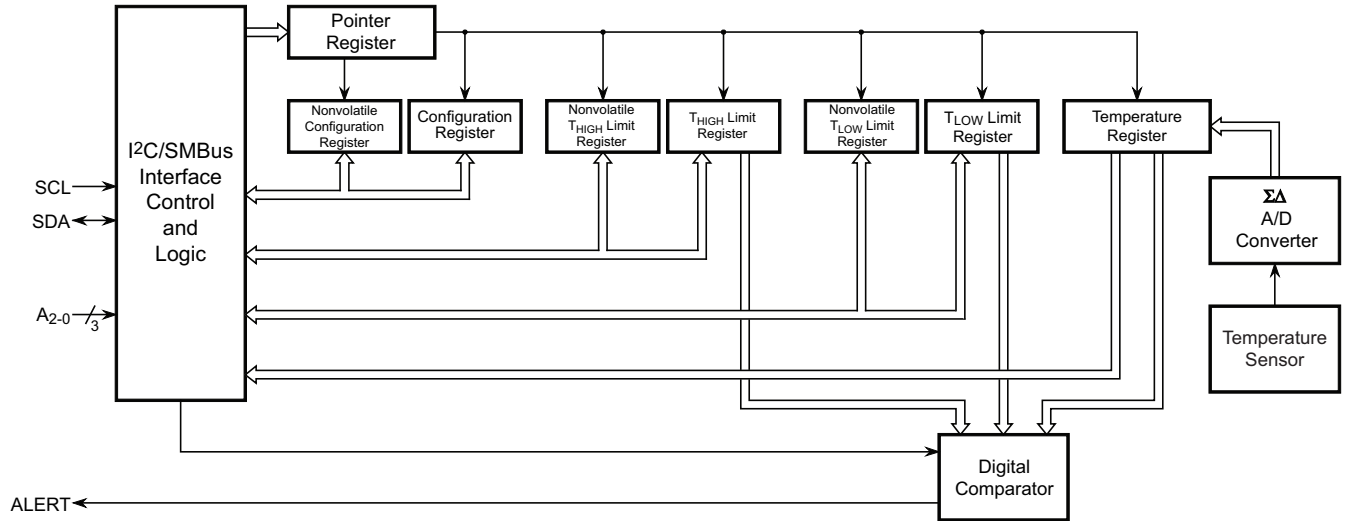 Pointer
Register
Nonvolatile
Configuration
Register
Configuration
Register
Nonvolatile
THIGH Limit
Register
THIGH Limit
Register
Nonvolatile
TLOW Limit
Register
TLOW Limit
Register
Temperature
Register
I²C/SMBus
Interface
Control
and
Logic
SCL
SDA
A2-0
3
ΣΔ
A/D
Converter
Temperature
Sensor
Digital
Comparator
ALERT